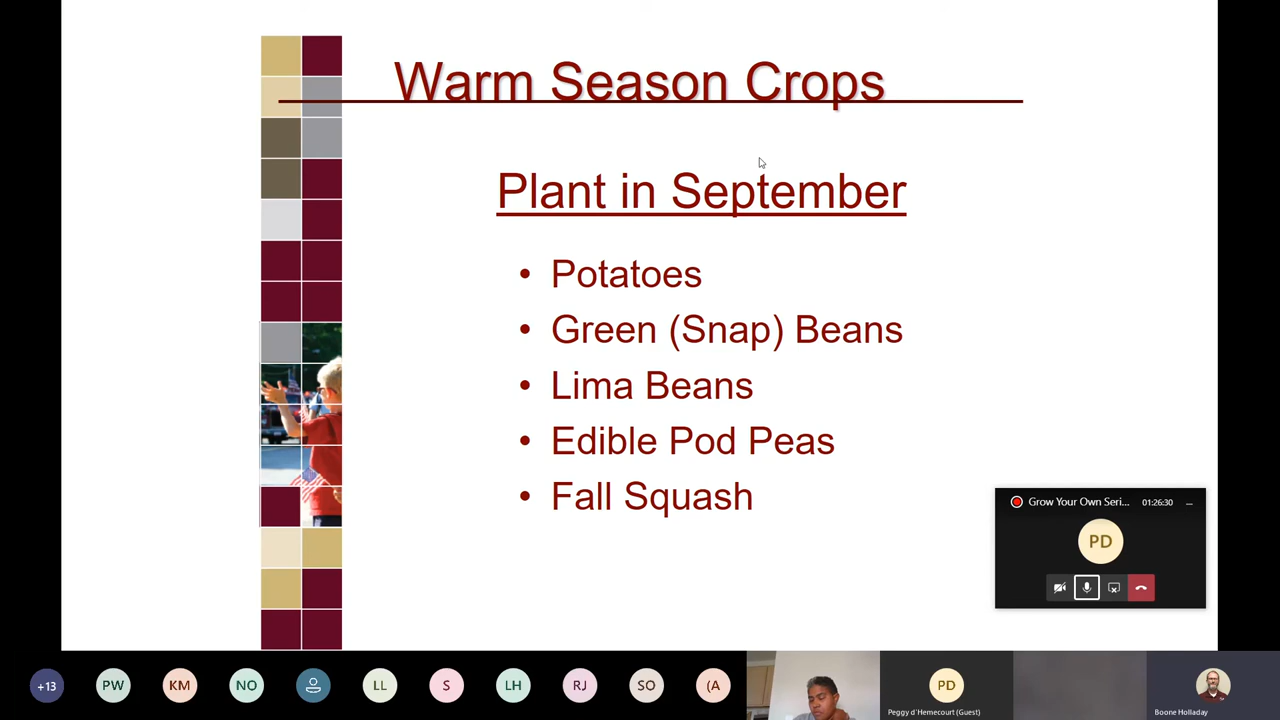 Warm Season Crops
Plant in September
• Potatoes
• Green (Snap) Beans
• Lima Beans
• Edible Pod Peas
• Fall Squash
Grow Your Own Seri... 01:26:30
PD
+13 PW KM NO LL S LH RJ SO (A PD
Peggy d'Hemecourt (Guest)
Boone Holladay